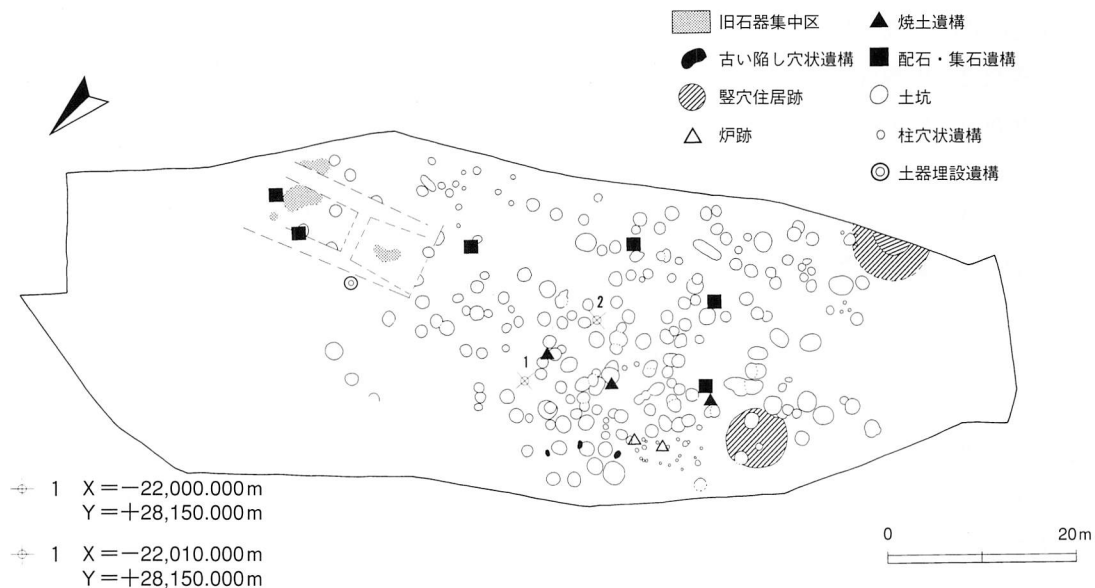 旧石器集中区
古い陥し穴状遺構
竪穴住居跡
炉跡
焼土遺構
配石・集石遺構
土坑
柱穴状遺構
土器埋設遺構
2
1
1 X=−22,000.000m
Y=+28,150.000m
1 X=−22,010.000m
Y=+28,150.000m
0 20m